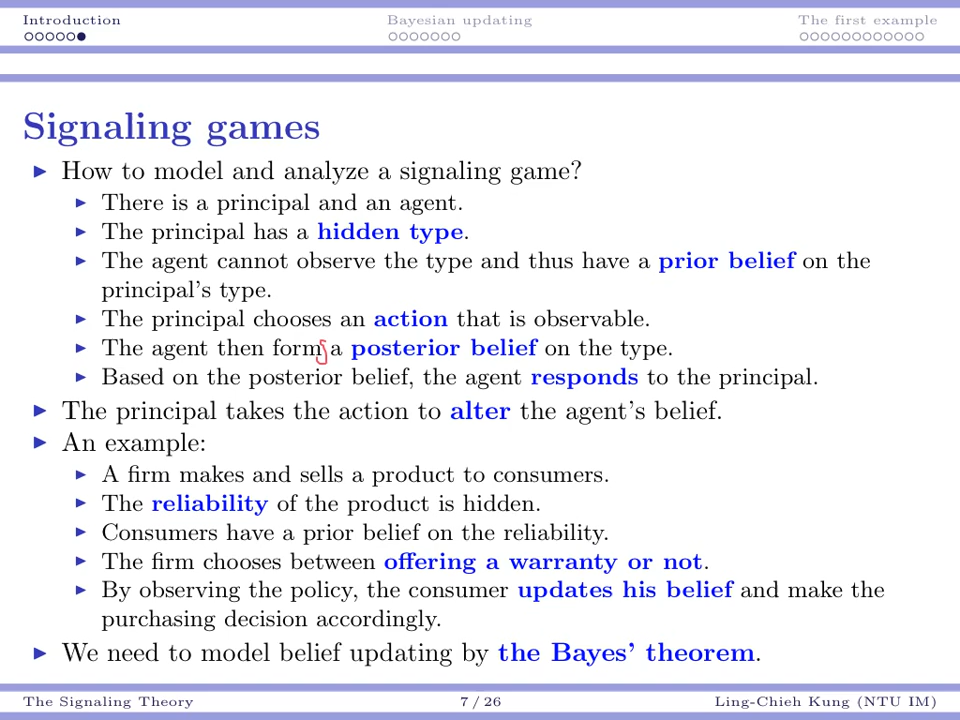 Introduction Bayesian updating The first example
Signaling games
How to model and analyze a signaling game?
There is a principal and an agent.
The principal has a hidden type.
The agent cannot observe the type and thus have a prior belief on the
principal's type.
The principal chooses an action that is observable.
The agent then forms a posterior belief on the type.
Based on the posterior belief, the agent responds to the principal.
The principal takes the action to alter the agent's belief.
An example:
A firm makes and sells a product to consumers.
The reliability of the product is hidden.
Consumers have a prior belief on the reliability.
The firm chooses between offering a warranty or not.
By observing the policy, the consumer updates his belief and make the
purchasing decision accordingly.
We need to model belief updating by the Bayes' theorem.
The Signaling Theory 7 / 26 Ling-Chieh Kung (NTU IM)